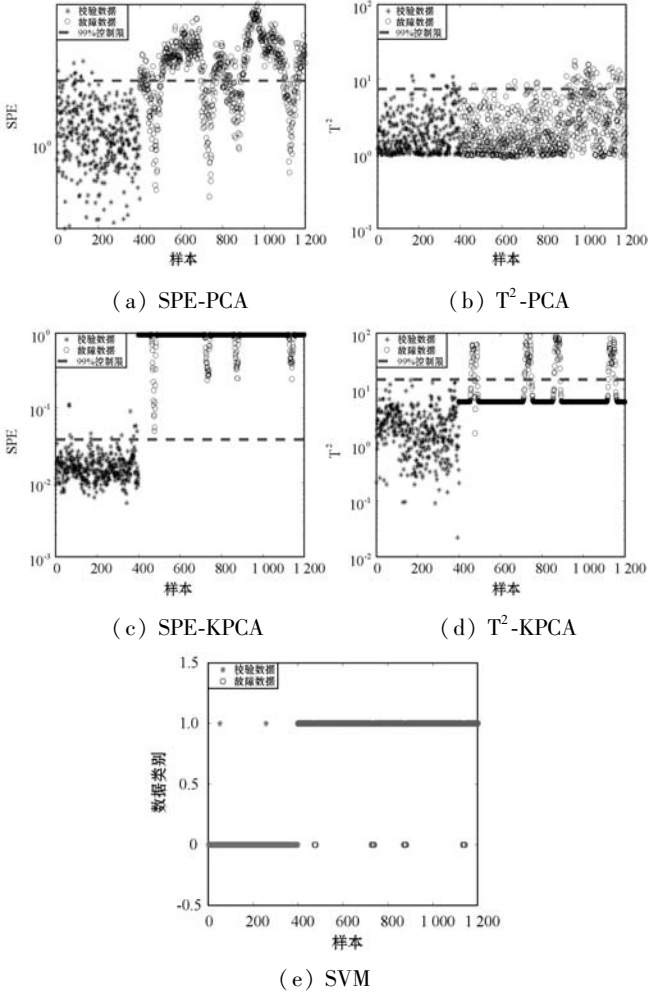 校验数据
故障数据
99%控制限
SPE
10⁰
0 200 400 600 800 1 000 1 200
样本
(a) SPE-PCA
校验数据
故障数据
99%控制限
T²
10²
10¹
10⁰
10⁻¹
0 200 400 600 800 1 000 1 200
样本
(b) T²-PCA
校验数据
故障数据
99%控制限
SPE
10⁰
10⁻¹
10⁻²
10⁻³
0 200 400 600 800 1 000 1 200
样本
(c) SPE-KPCA
校验数据
故障数据
99%控制限
T²
10²
10¹
10⁰
10⁻¹
10⁻²
0 200 400 600 800 1 000 1 200
样本
(d) T²-KPCA
校验数据
故障数据
数据类别
1.5
1.0
0.5
0
-0.5
0 200 400 600 800 1 000 1 200
样本
(e) SVM